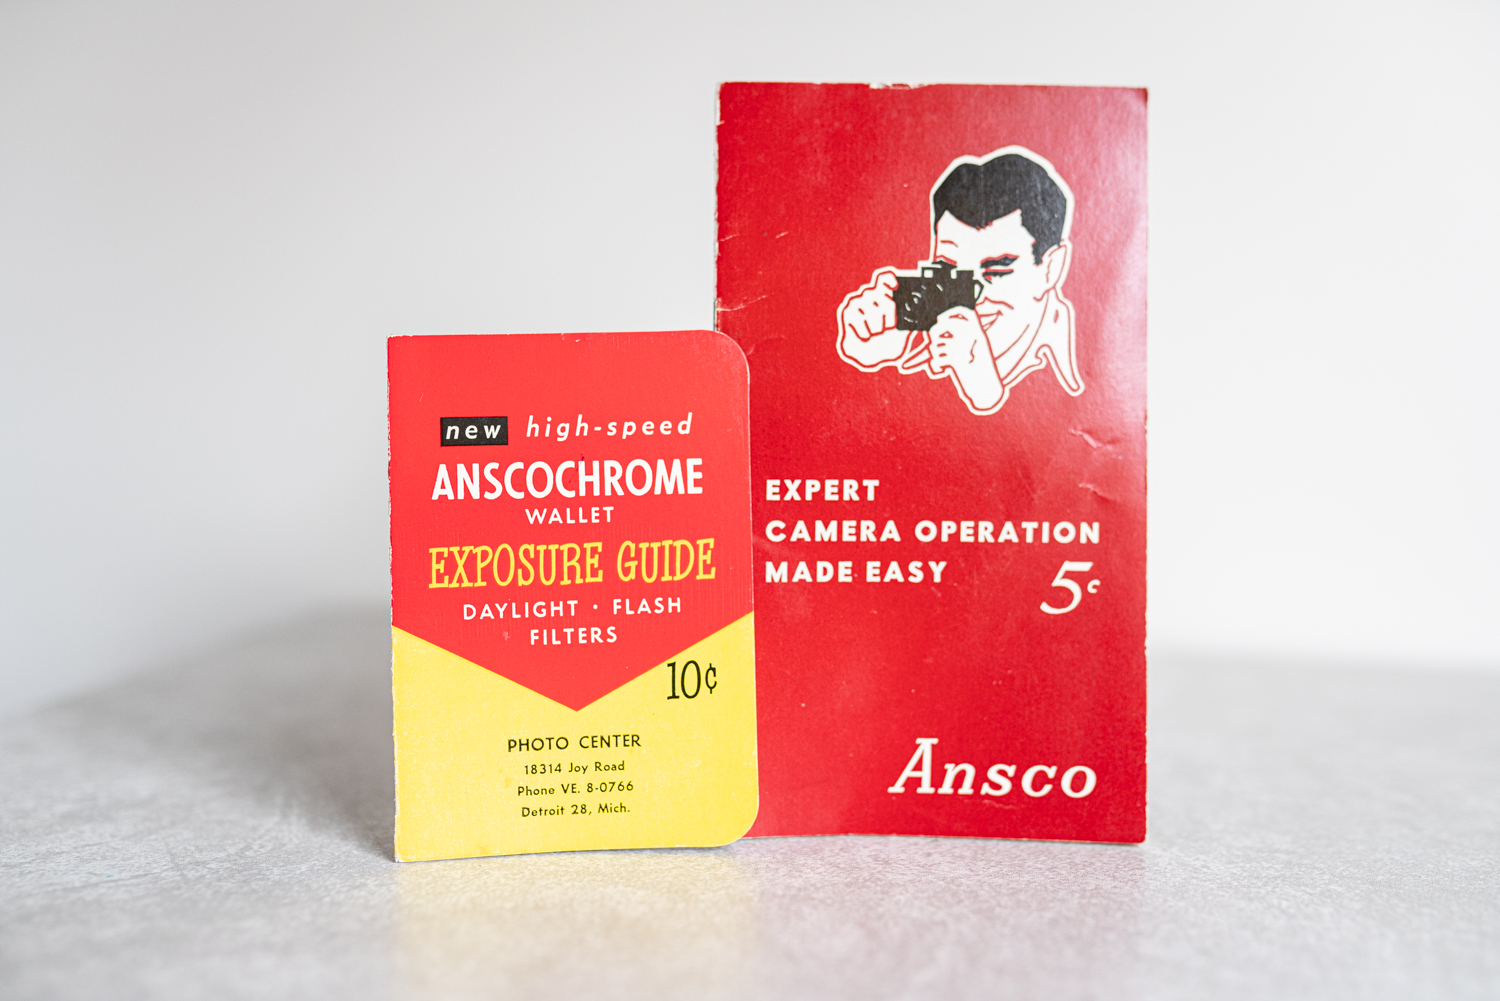 new high-speed
ANSCOCHROME
WALLET
EXPOSURE GUIDE
DAYLIGHT · FLASH
FILTERS
10¢
PHOTO CENTER
18314 Joy Road
Phone VE. 8-0766
Detroit 28, Mich.
EXPERT
CAMERA OPERATION
MADE EASY
5c
Ansco